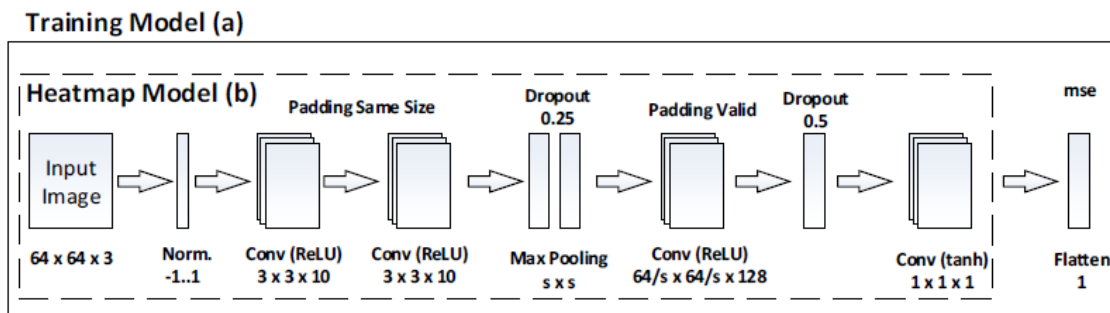 Training Model (a)
Heatmap Model (b)
Padding Same Size
Dropout
0.25
Padding Valid
Dropout
0.5
mse
Input
Image
64 x 64 x 3
Norm.
-1..1
Conv (ReLU)
3 x 3 x 10
Conv (ReLU)
3 x 3 x 10
Max Pooling
s x s
Conv (ReLU)
64/s x 64/s x 128
Conv (tanh)
1 x 1 x 1
Flatten
1